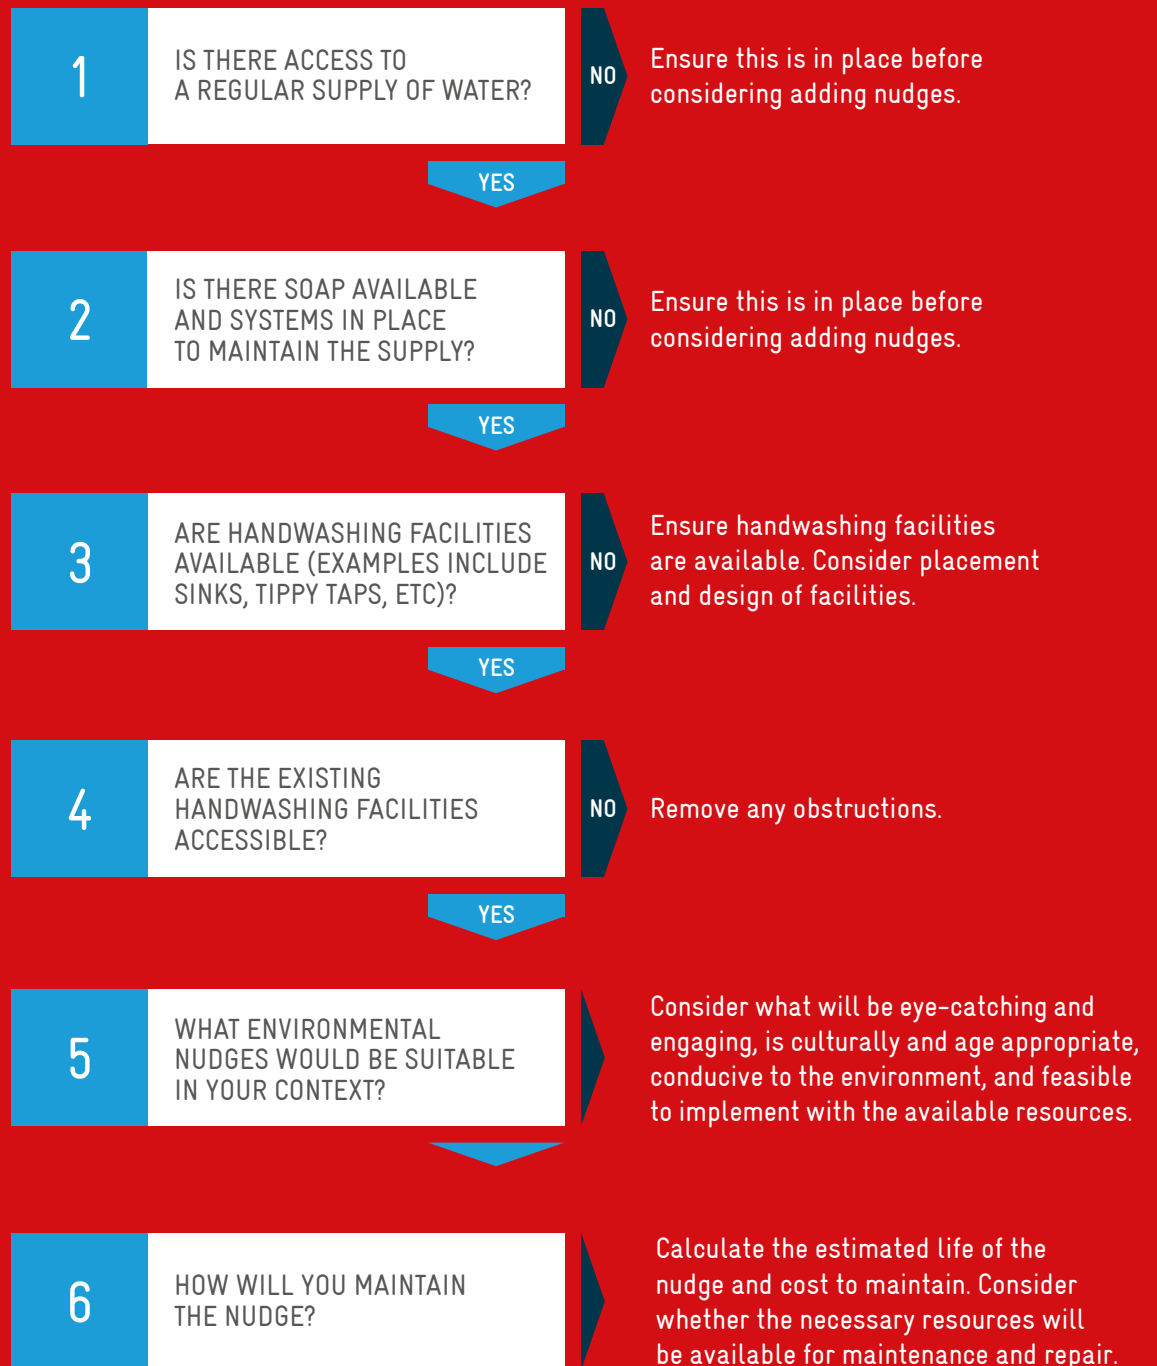 1
IS THERE ACCESS TO
A REGULAR SUPPLY OF WATER?
NO
Ensure this is in place before
considering adding nudges.
YES
2
IS THERE SOAP AVAILABLE
AND SYSTEMS IN PLACE
TO MAINTAIN THE SUPPLY?
NO
Ensure this is in place before
considering adding nudges.
YES
3
ARE HANDWASHING FACILITIES
AVAILABLE (EXAMPLES INCLUDE
SINKS, TIPPY TAPS, ETC)?
NO
Ensure handwashing facilities
are available. Consider placement
and design of facilities.
YES
4
ARE THE EXISTING
HANDWASHING FACILITIES
ACCESSIBLE?
NO
Remove any obstructions.
YES
5
WHAT ENVIRONMENTAL
NUDGES WOULD BE SUITABLE
IN YOUR CONTEXT?
Consider what will be eye-catching and
engaging, is culturally and age appropriate,
conducive to the environment, and feasible
to implement with the available resources.
6
HOW WILL YOU MAINTAIN
THE NUDGE?
Calculate the estimated life of the
nudge and cost to maintain. Consider
whether the necessary resources will
be available for maintenance and repair.